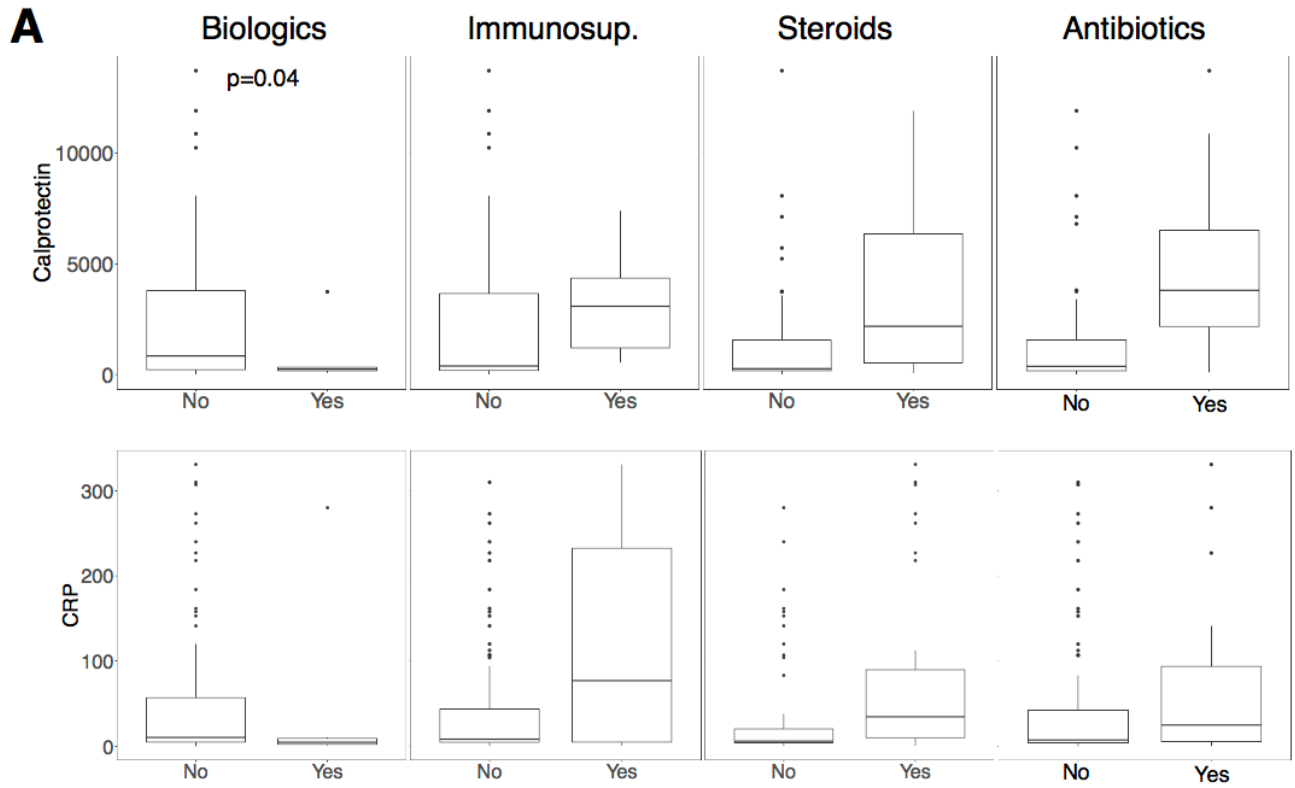 A
Biologics Immunosup. Steroids Antibiotics
p=0.04
Calprotectin
10000
5000
0
No Yes No Yes No Yes No Yes
CRP
300
200
100
0
No Yes No Yes No Yes No Yes